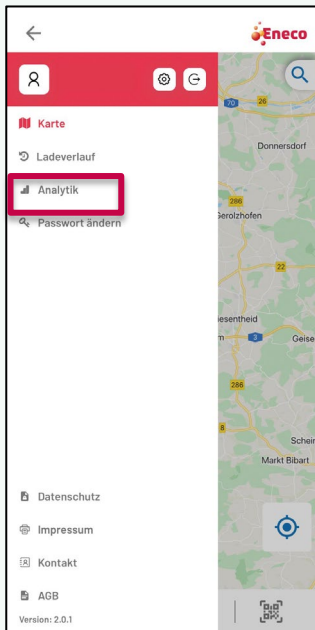 Eneco
Karte
Ladeverlauf
Analytik
Passwort ändern
Datenschutz
Impressum
Kontakt
AGB
Version: 2.0.1
70
26
Donnersdorf
286
Gerolzhofen
22
iesentheid
3
Geise
286
8
Schein
Markt Bibart